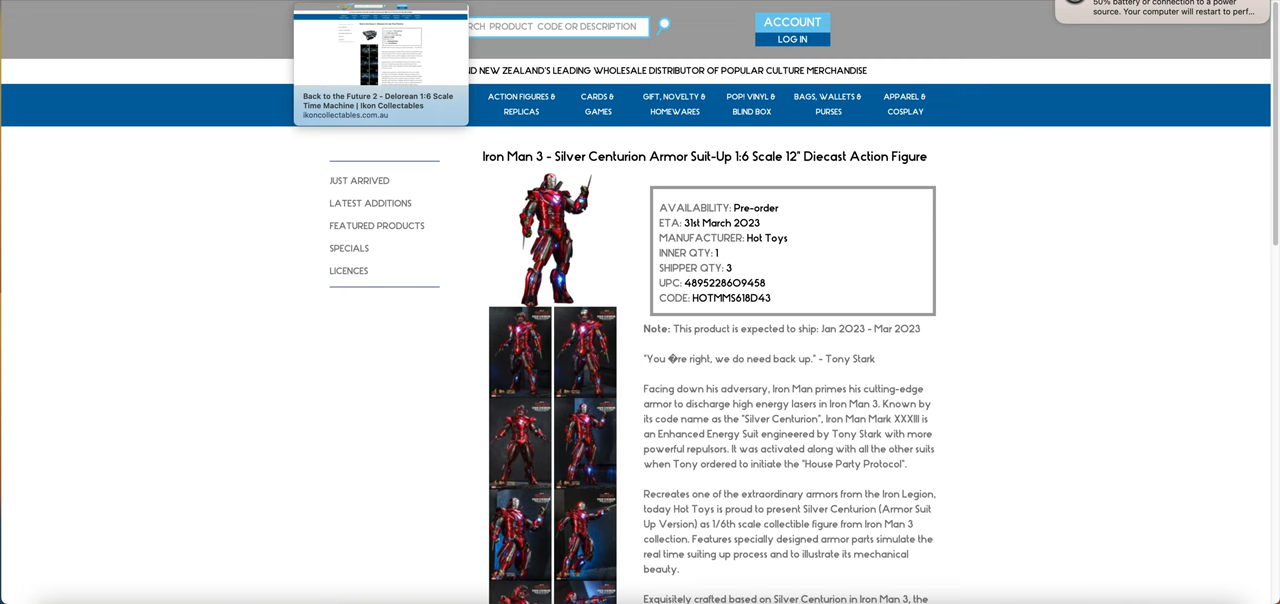 50% battery or connection to a power
source. Your computer will restart to perf...
RCH PRODUCT CODE OR DESCRIPTION
ACCOUNT
LOG IN
ND NEW ZEALAND'S LEADING WHOLESALE DISTRIBUTOR OF POPULAR CULTURE MERCHANDISE
Back to the Future 2 - Delorean 1:6 Scale
Time Machine | Ikon Collectables
ikoncollectables.com.au
ACTION FIGURES &
REPLICAS
CARDS &
GAMES
GIFT, NOVELTY &
HOMEWARES
POP! VINYL &
BLIND BOX
BAGS, WALLETS &
PURSES
APPAREL &
COSPLAY
JUST ARRIVED
LATEST ADDITIONS
FEATURED PRODUCTS
SPECIALS
LICENCES
Iron Man 3 - Silver Centurion Armor Suit-Up 1:6 Scale 12" Diecast Action Figure
AVAILABILITY: Pre-order
ETA: 31st March 2023
MANUFACTURER: Hot Toys
INNER QTY: 1
SHIPPER QTY: 3
UPC: 4895228609458
CODE: HOTMMS618D43
Note: This product is expected to ship: Jan 2023 - Mar 2023
"You �re right, we do need back up." - Tony Stark
Facing down his adversary, Iron Man primes his cutting-edge
armor to discharge high energy lasers in Iron Man 3. Known by
its code name as the "Silver Centurion", Iron Man Mark XXXIII is
an Enhanced Energy Suit engineered by Tony Stark with more
powerful repulsors. It was activated along with all the other suits
when Tony ordered to initiate the "House Party Protocol".
Recreates one of the extraordinary armors from the Iron Legion,
today Hot Toys is proud to present Silver Centurion (Armor Suit
Up Version) as 1/6th scale collectible figure from Iron Man 3
collection. Features specially designed armor parts simulate the
real time suiting up process and to illustrate its mechanical
beauty.
Exquisitely crafted based on Silver Centurion in Iron Man 3, the